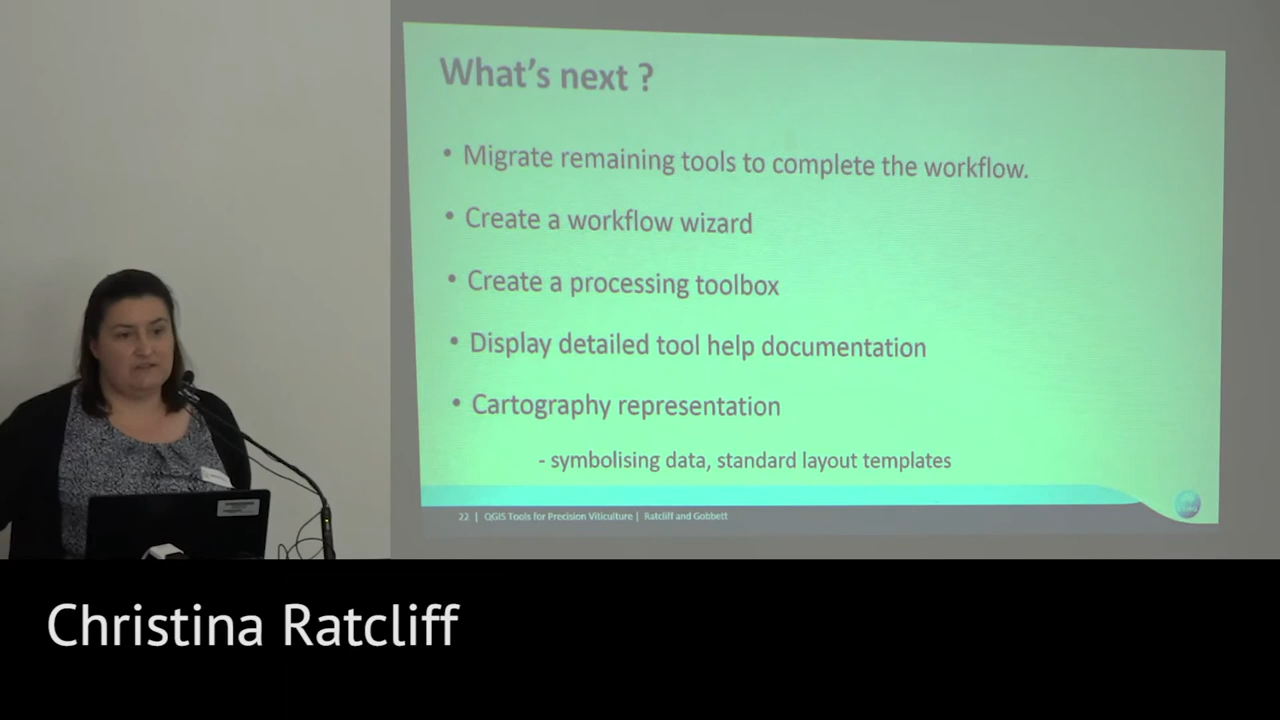 What's next ?
• Migrate remaining tools to complete the workflow.
• Create a workflow wizard
• Create a processing toolbox
• Display detailed tool help documentation
• Cartography representation
- symbolising data, standard layout templates
22 | QGIS Tools for Precision Viticulture | Ratcliff and Gobbett
Christina Ratcliff